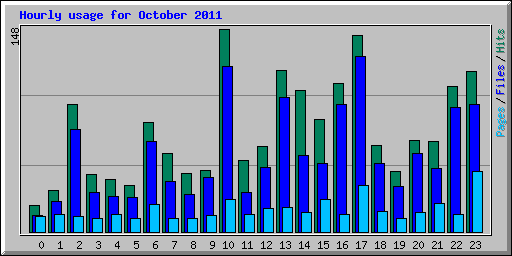 Hourly usage for October 2011
148
Pages / Files / Hits
0 1 2 3 4 5 6 7 8 9 10 11 12 13 14 15 16 17 18 19 20 21 22 23